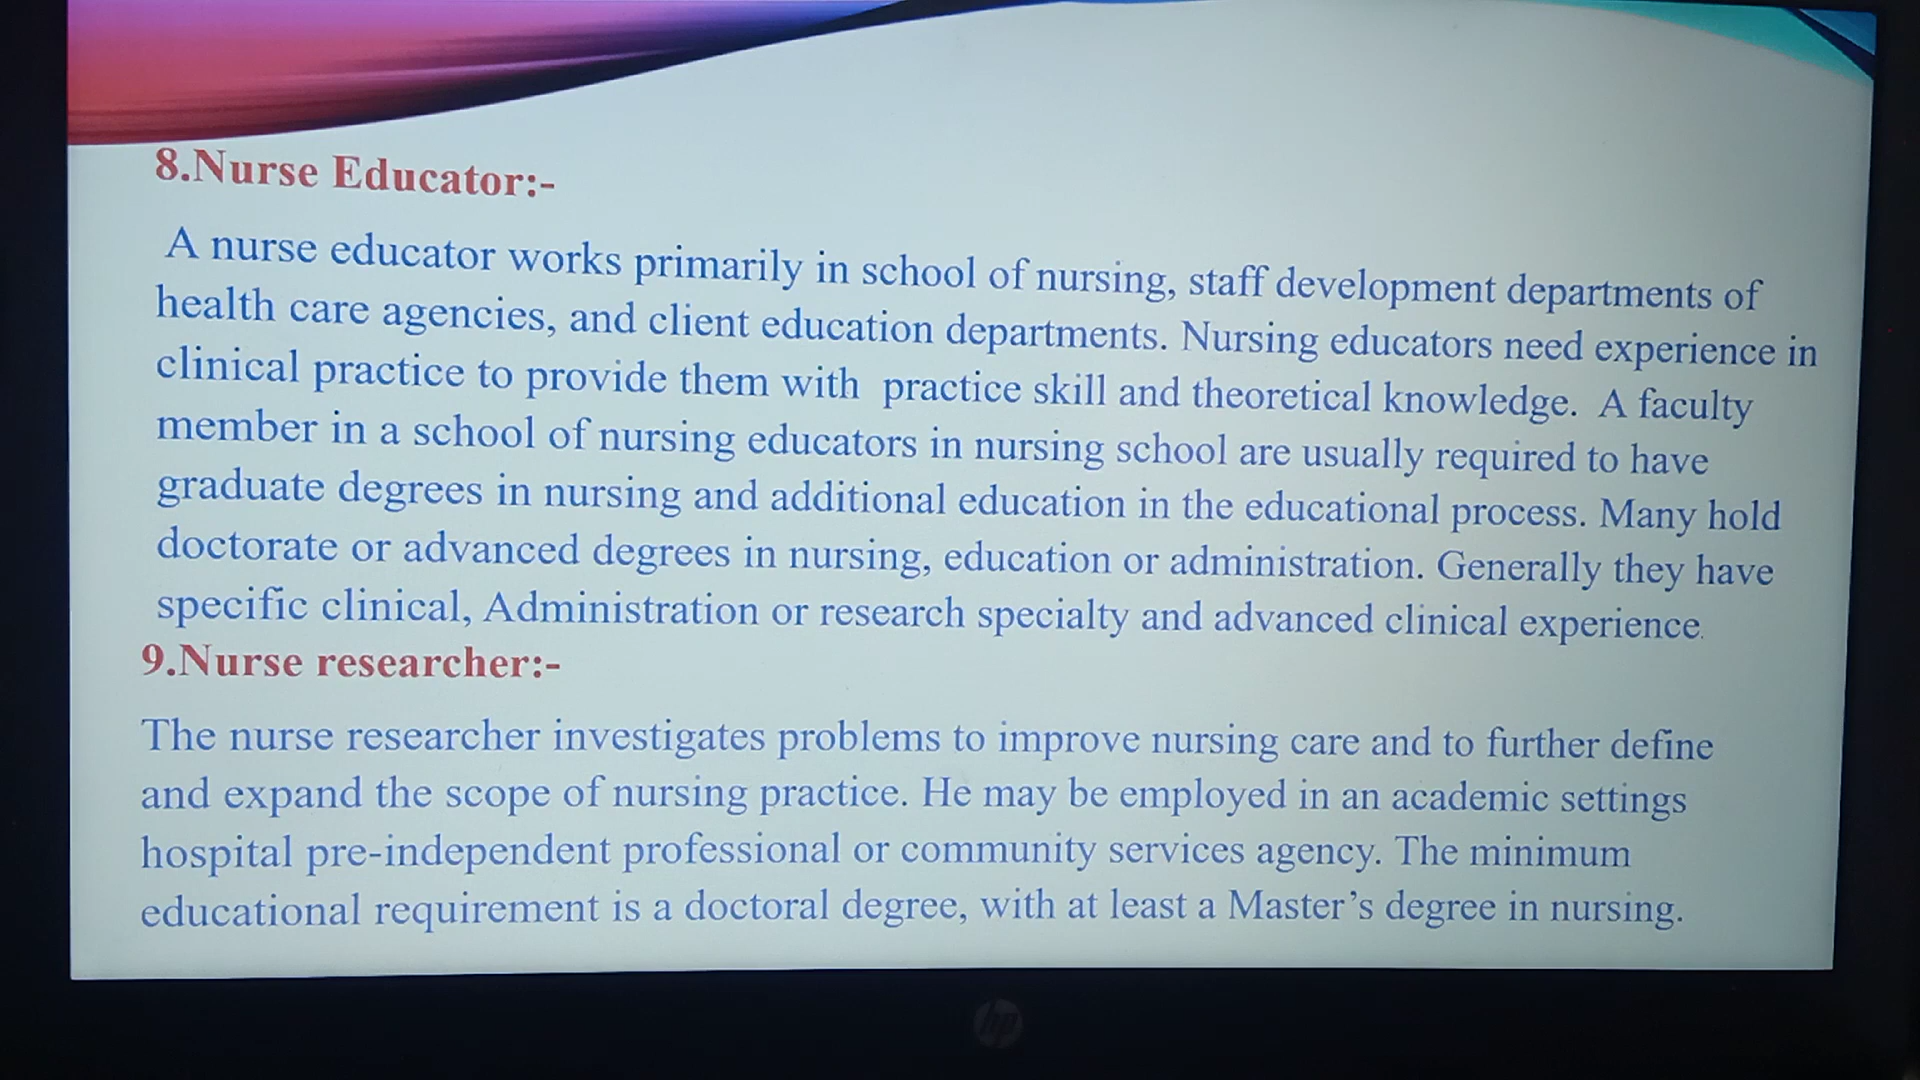 8.Nurse Educator:-
A nurse educator works primarily in school of nursing, staff development departments of
health care agencies, and client education departments. Nursing educators need experience in
clinical practice to provide them with practice skill and theoretical knowledge. A faculty
member in a school of nursing educators in nursing school are usually required to have
graduate degrees in nursing and additional education in the educational process. Many hold
doctorate or advanced degrees in nursing, education or administration. Generally they have
specific clinical, Administration or research specialty and advanced clinical experience.
9.Nurse researcher:-
The nurse researcher investigates problems to improve nursing care and to further define
and expand the scope of nursing practice. He may be employed in an academic settings
hospital pre-independent professional or community services agency. The minimum
educational requirement is a doctoral degree, with at least a Master's degree in nursing.
hp